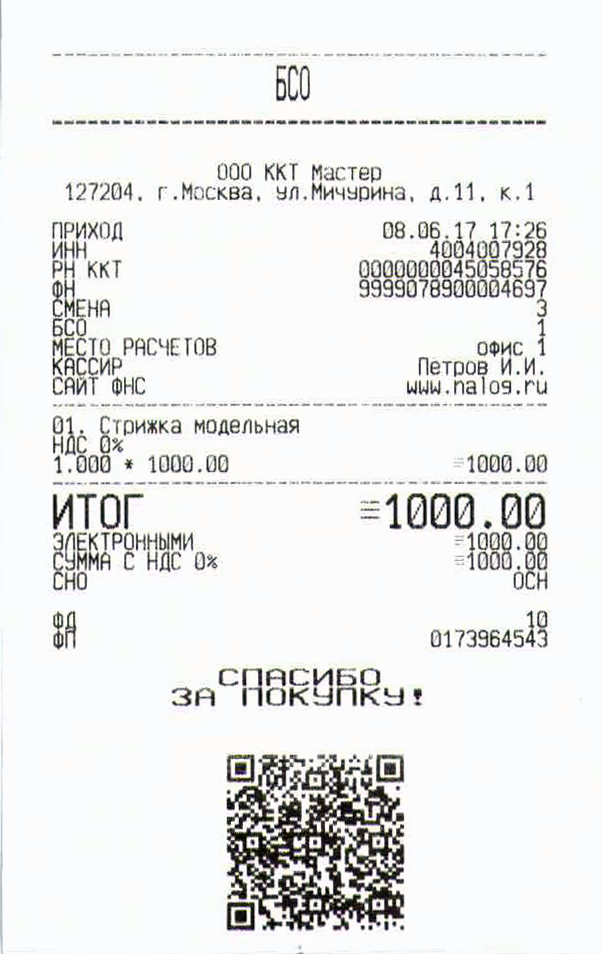 БСО
ООО ККТ Мастер
127204, г.Москва, ул.Мичурина, д.11, к.1
ПРИХОД 08.06.17 17:26
ИНН 4004007928
РН ККТ 0000000045058576
ФН 9999078900004697
СМЕНА 3
БСО 1
МЕСТО РАСЧЕТОВ офис 1
КАССИР Петров И.И.
САЙТ ФНС www.nalog.ru
01. Стрижка модельная
НДС 0%
1.000 * 1000.00 =1000.00
ИТОГ =1000.00
ЭЛЕКТРОННЫМИ =1000.00
СУММА С НДС 0% =1000.00
СНО ОСН
ФД 10
ФП 0173964543
СПАСИБО
ЗА ПОКУПКУ!